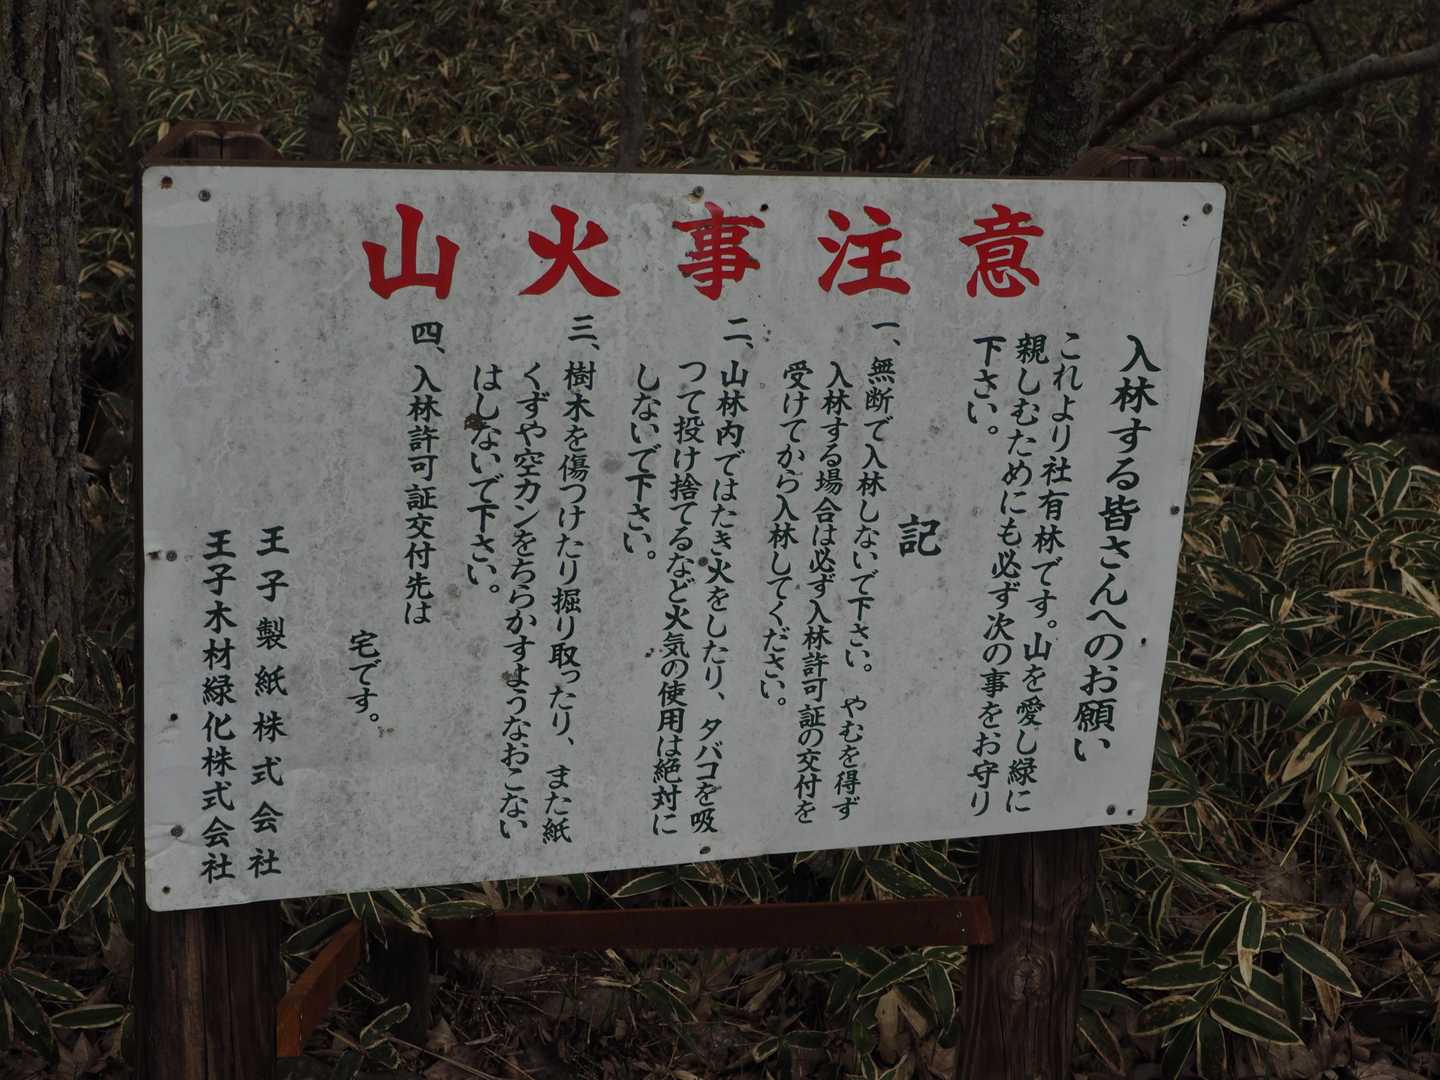 山火事注意
入林する皆さんへのお願い
これより社有林です。山を愛し緑に
親しむためにも必ず次の事をお守り
下さい。
記
一、無断で入林しないで下さい。 やむを得ず
入林する場合は必ず入林許可証の交付を
受けてから入林してください。
二、山林内ではたき火をしたり、タバコを吸
つて投け捨てるなど火気の使用は絶対に
しないで下さい。
三、樹木を傷つけたり掘り取ったり、また紙
くずや空カンをちらかすようなおこない
はしないで下さい。
四、入林許可証交付先は
宅です。
王子製紙株式会社
王子木材緑化株式会社